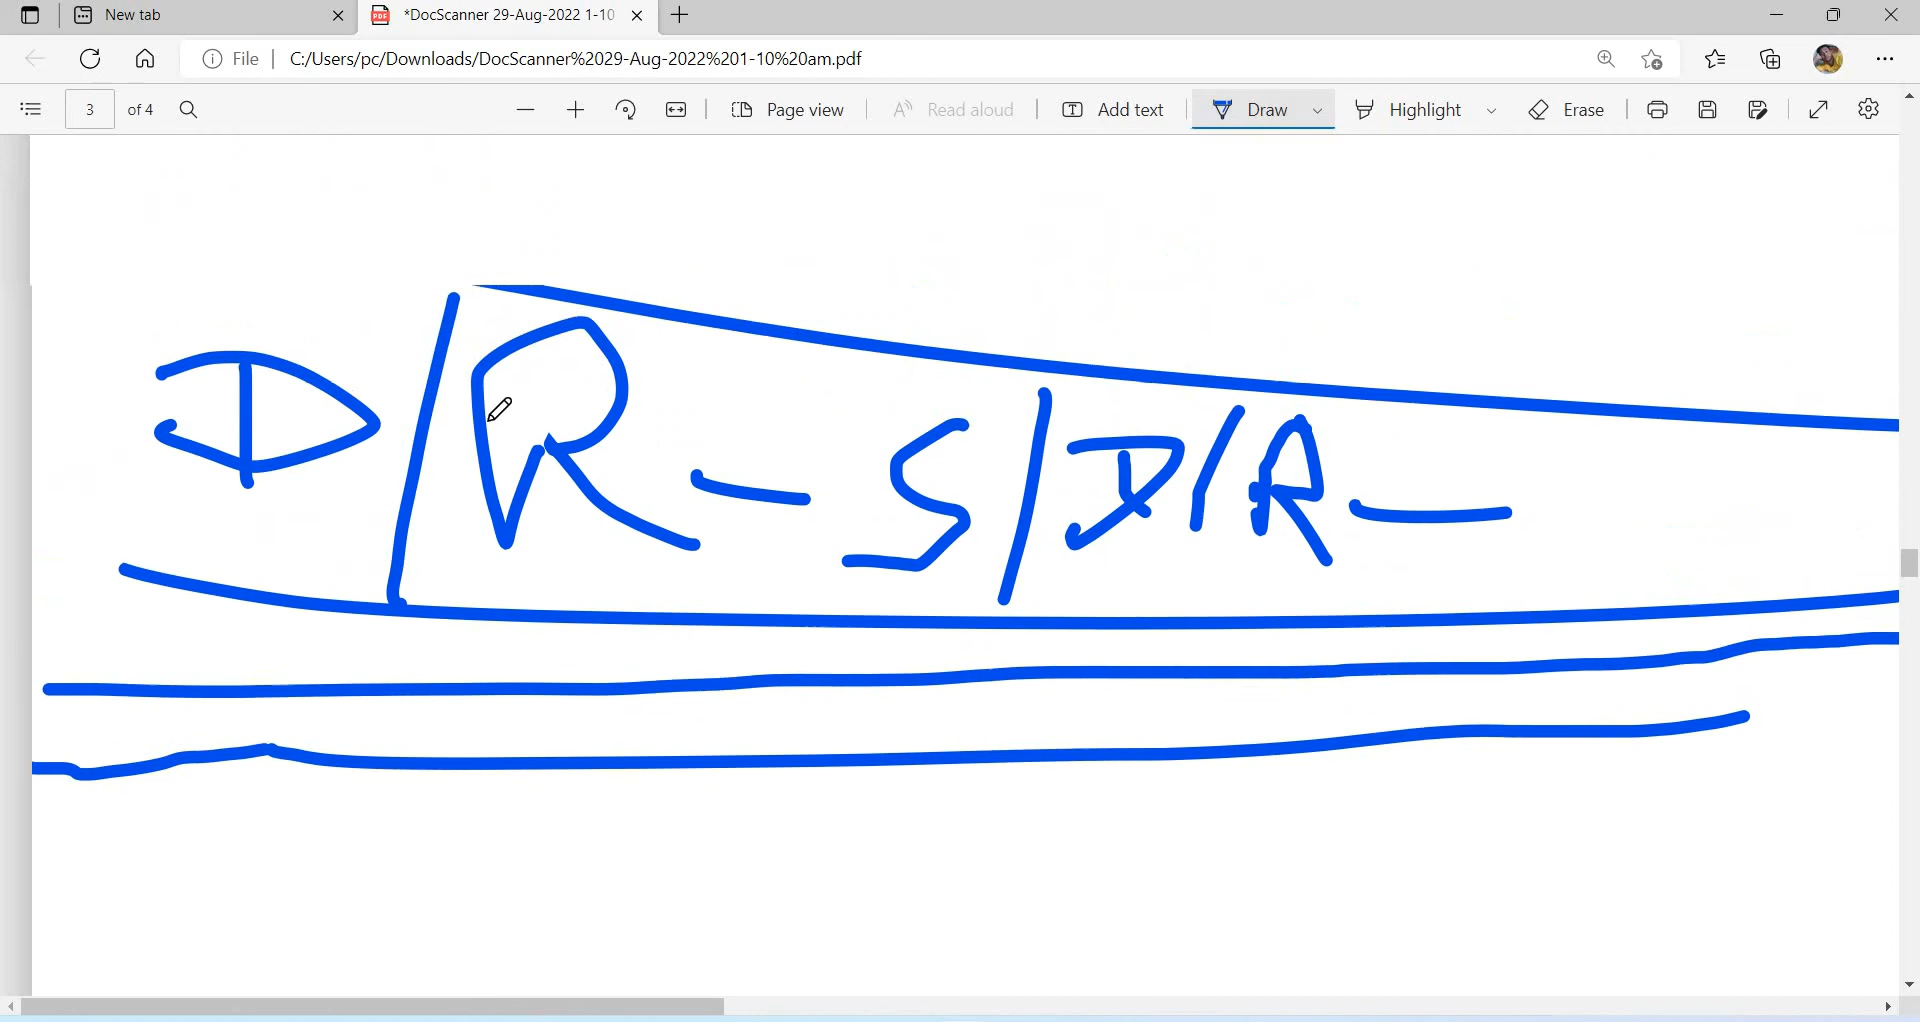 New tab
*DocScanner 29-Aug-2022 1-10
File
C:/Users/pc/Downloads/DocScanner%2029-Aug-2022%201-10%20am.pdf
3 of 4
Page view
Read aloud
Add text
Draw
Highlight
Erase
PDF
D/R - S/D/R -